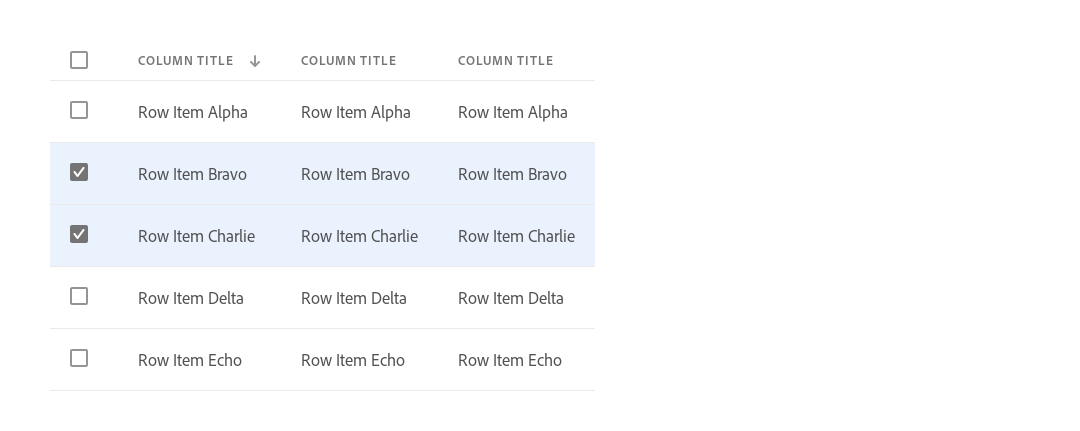 COLUMN TITLE COLUMN TITLE COLUMN TITLE
Row Item Alpha Row Item Alpha Row Item Alpha
Row Item Bravo Row Item Bravo Row Item Bravo
Row Item Charlie Row Item Charlie Row Item Charlie
Row Item Delta Row Item Delta Row Item Delta
Row Item Echo Row Item Echo Row Item Echo